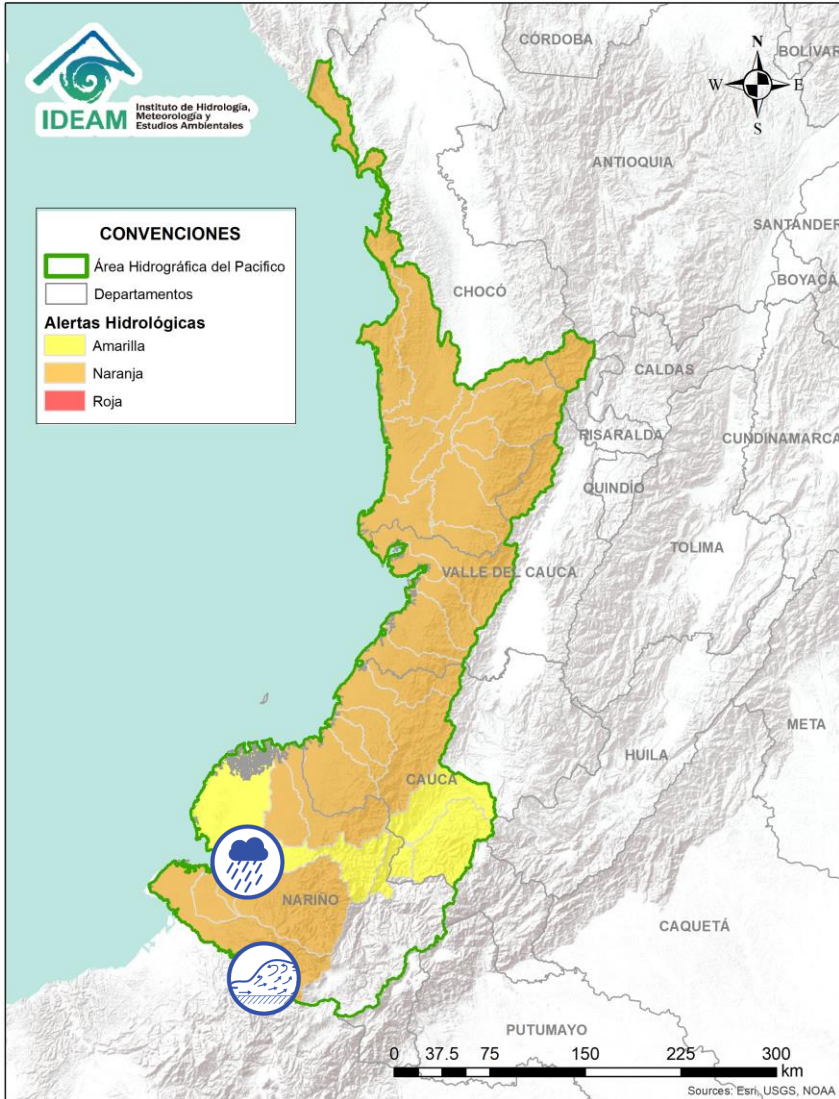 IDEAM
Instituto de Hidrología,
Meteorología y
Estudios Ambientales
CONVENCIONES
Área Hidrográfica del Pacifico
Departamentos
Alertas Hidrológicas
Amarilla
Naranja
Roja
N
W
E
S
CÓRDOBA
BOLÍVAR
ANTIOQUIA
SANTANDER
BOYACÁ
CHOCÓ
CALDAS
RISARALDA
CUNDINAMARCA
QUINDÍO
TOLIMA
VALLE DEL CAUCA
META
HUILA
CAUCA
NARIÑO
CAQUETÁ
PUTUMAYO
0 37.5 75 150 225 300
km
Sources: Esri, USGS, NOAA